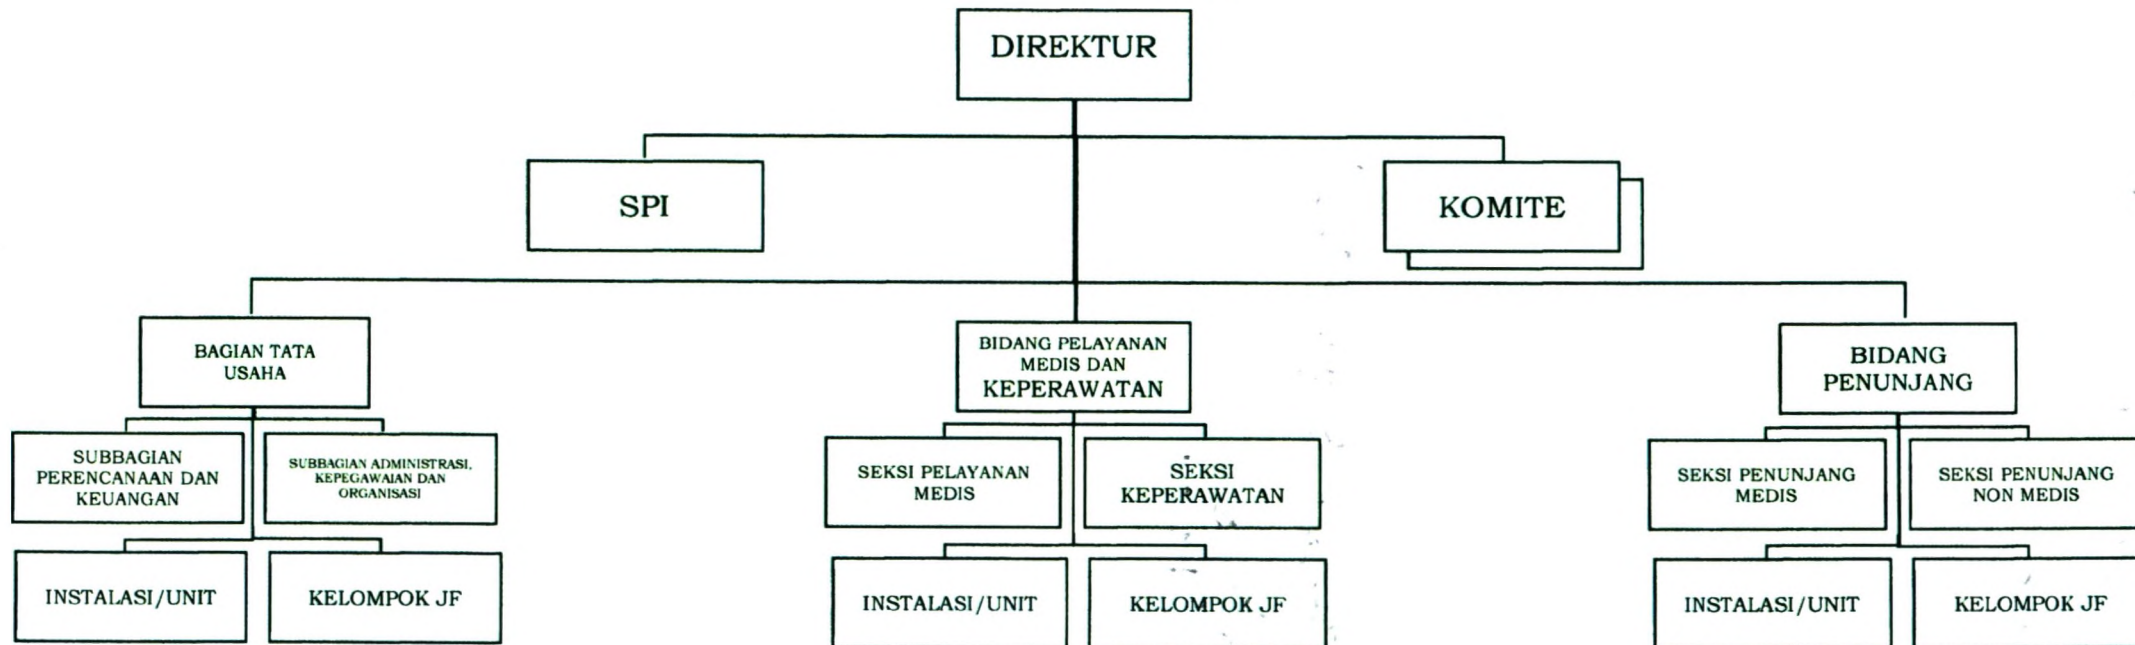 DIREKTUR
SPI
KOMITE
BAGIAN TATA
USAHA
BIDANG PELAYANAN
MEDIS DAN
KEPERAWATAN
BIDANG
PENUNJANG
SUBBAGIAN
PERENCANAAN DAN
KEUANGAN
SUBBAGIAN ADMINISTRASI,
KEPEGAWAIAN DAN
ORGANISASI
SEKSI PELAYANAN
MEDIS
SEKSI
KEPERAWATAN
SEKSI PENUNJANG
MEDIS
SEKSI PENUNJANG
NON MEDIS
INSTALASI/UNIT
KELOMPOK JF
INSTALASI/UNIT
KELOMPOK JF
INSTALASI/UNIT
KELOMPOK JF